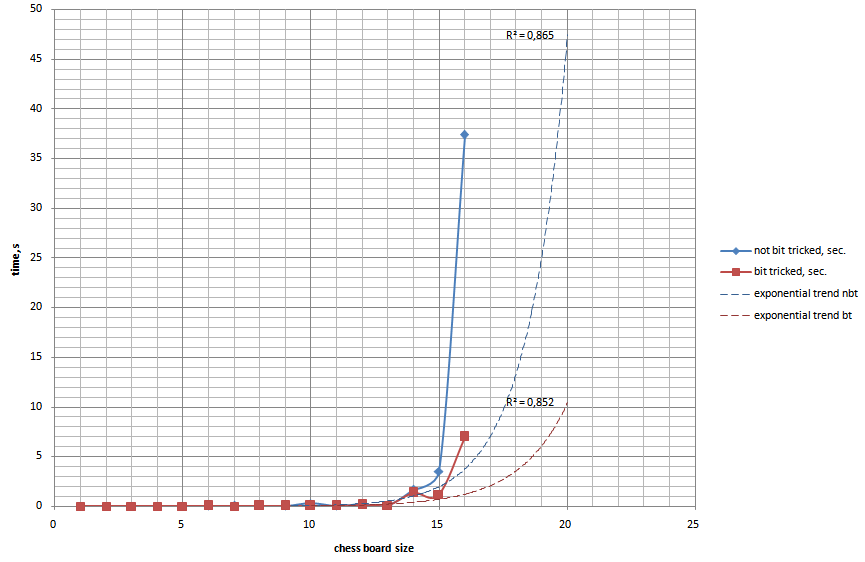 50
45
40
35
30
25
20
15
10
5
0
time,s
R² = 0,865
R² = 0,852
0 5 10 15 20 25
chess board size
not bit tricked, sec.
bit tricked, sec.
exponential trend nbt
exponential trend bt